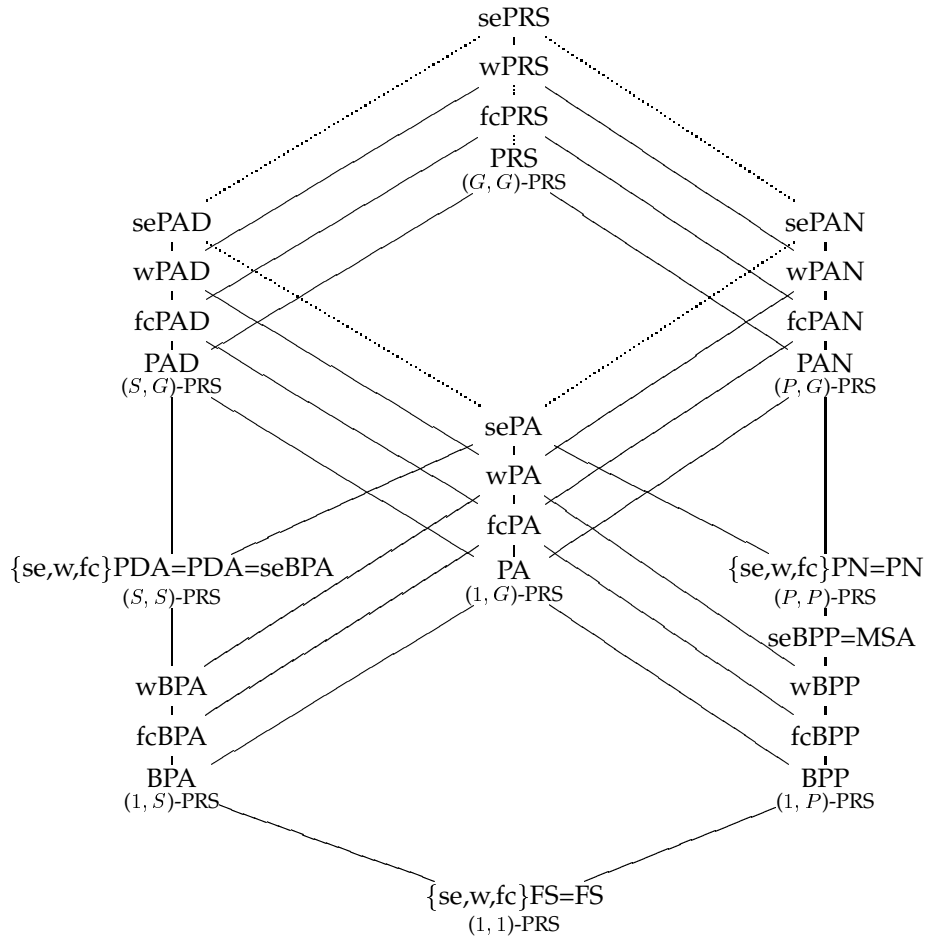 sePRS
wPRS
fcPRS
PRS
(G, G)-PRS
sePAD
sePAN
wPAD
wPAN
fcPAD
fcPAN
PAD
(S, G)-PRS
PAN
(P, G)-PRS
sePA
wPA
fcPA
PA
(1, G)-PRS
{se,w,fc}PDA=PDA=seBPA
(S, S)-PRS
{se,w,fc}PN=PN
(P, P)-PRS
seBPP=MSA
wBPA
wBPP
fcBPA
fcBPP
BPA
(1, S)-PRS
BPP
(1, P)-PRS
{se,w,fc}FS=FS
(1, 1)-PRS